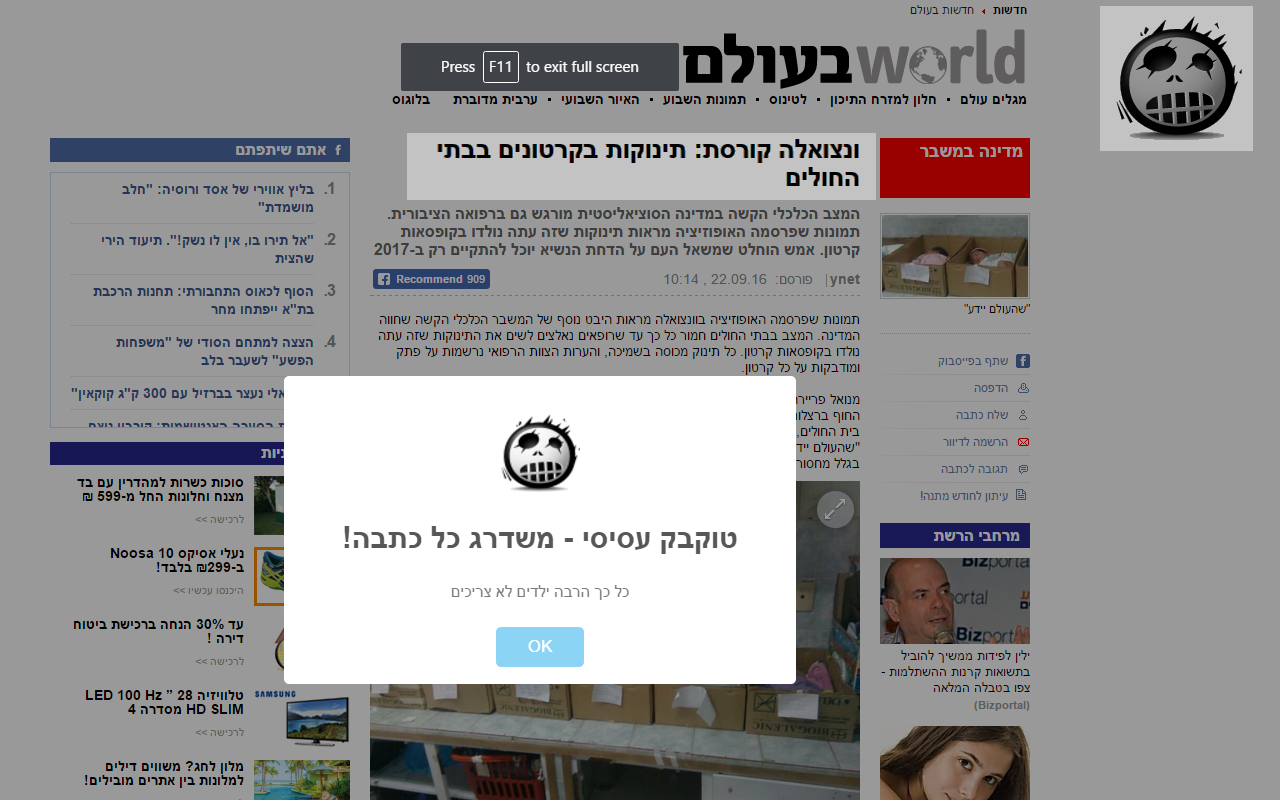 חדשות ◂ חדשות בעולם
world בעולם
Press F11 to exit full screen
מגלים עולם • חלון למזרח התיכון • לטינוס • תמונות השבוע • האיור השבועי • ערבית מדוברת בלוגוס
מדינה במשבר
"שהעולם יידע"
שתף בפייסבוק
הדפסה
שלח כתבה
הרשמה לדיוור
תגובה לכתבה
עיתון לחודש מתנה!
מרחבי הרשת
Bizportal
portal
Bizport
ילין לפידות ממשיך להוביל
בתשואות קרנות ההשתלמות -
צפו בטבלה המלאה
(Bizportal)
ונצואלה קורסת: תינוקות בקרטונים בבתי
החולים
המצב הכלכלי הקשה במדינה הסוציאליסטית מורגש גם ברפואה הציבורית.
תמונות שפרסמה האופוזיציה מראות תינוקות שזה עתה נולדו בקופסאות
קרטון. אמש הוחלט שמשאל העם על הדחת הנשיא יוכל להתקיים רק ב-2017
ynet | פורסם: 22.09.16 , 10:14
Recommend 909
תמונות שפרסמה האופוזיציה בוונצואלה מראות היבט נוסף של המשבר הכלכלי הקשה שחווה
המדינה. המצב בבתי החולים חמור כל כך עד שרופאים נאלצים לשים את התינוקות שזה עתה
נולדו בקופסאות קרטון. כל תינוק מכוסה בשמיכה, והערות הצוות הרפואי נרשמות על פתק
ומודבקות על כל קרטון.
מנואל פריירה
החוף ברצלונה
בית החולים,
"שהעולם יידע
בגלל מחסור
BIOGALENIC
אתם שיתפתם
1. בליץ אווירי של אסד ורוסיה: "חלב
מושמדת"
2. "אל תירו בו, אין לו נשק!". תיעוד הירי
שהצית
3. הסוף לכאוס התחבורתי: תחנות הרכבת
בת"א ייפתחו מחר
4. הצצה למתחם הסודי של "משפחות
הפשע" לשעבר בלב
אלי נעצר בברזיל עם 300 ק"ג קוקאין"
ניות
סוכות כשרות למהדרין עם בד
מצנח וחלונות החל מ-599 ₪
לרכישה >>
נעלי אסיקס Noosa 10
ב-299₪ בלבד!
היכנסו עכשיו >>
עד 30% הנחה ברכישת ביטוח
דירה !
לרכישה >>
טלוויזיה 28 ” LED 100 Hz
HD SLIM מסדרה 4
לרכישה >>
SAMSUNG
מלון לחג? משווים דילים
למלונות בין אתרים מובילים!
טוקבק עסיסי - משדרג כל כתבה!
כל כך הרבה ילדים לא צריכים
OK